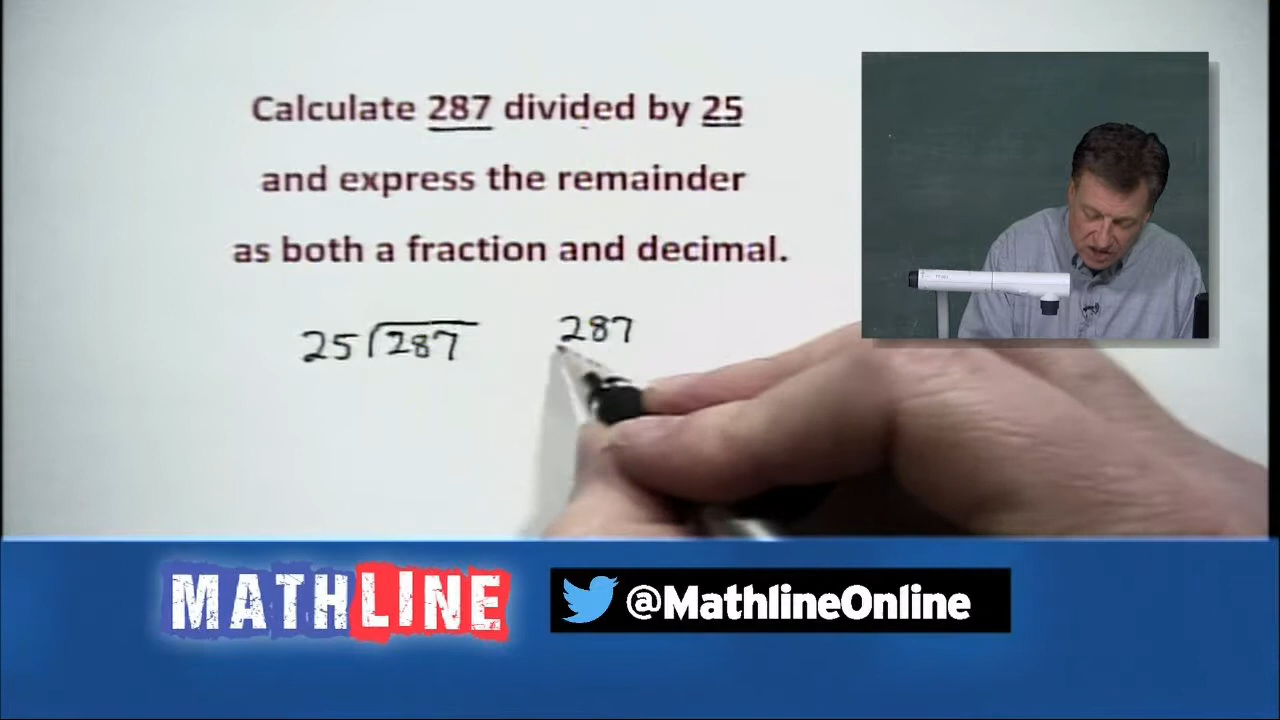 Calculate 287 divided by 25
and express the remainder
as both a fraction and decimal.
25 287 287
MATHLINE @MathlineOnline